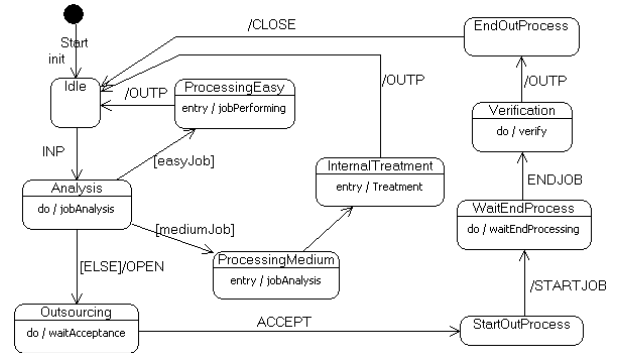 /CLOSE
EndOutProcess
Start
init
Idle
/OUTP
ProcessingEasy
entry / jobPerforming
/OUTP
/OUTP
Verification
do / verify
INP
[easyJob]
InternalTreatment
entry / Treatment
ENDJOB
Analysis
do / jobAnalysis
[mediumJob]
WaitEndProcess
do / waitEndProcessing
ProcessingMedium
entry / jobAnalysis
[ELSE]/OPEN
/STARTJOB
Outsourcing
do / waitAcceptance
ACCEPT
StartOutProcess